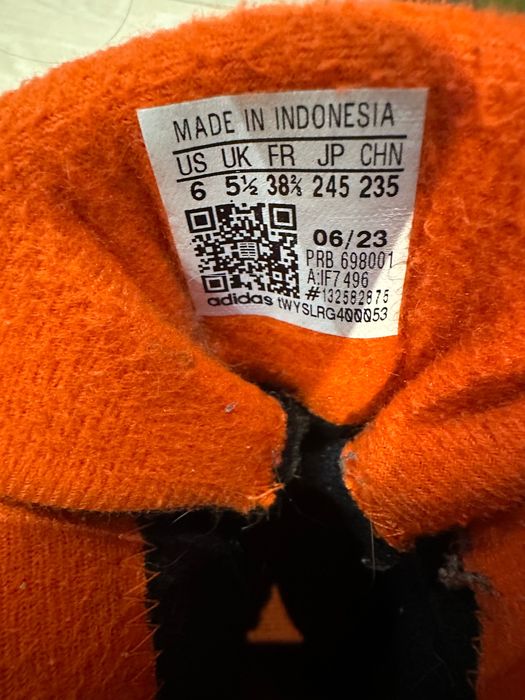 MADE IN INDONESIA
US UK FR JP CHN
6 5½ 38⅔ 245 235
06/23
PRB 698001
A:IF7496
#132582875
adidas tWYSLRG400053